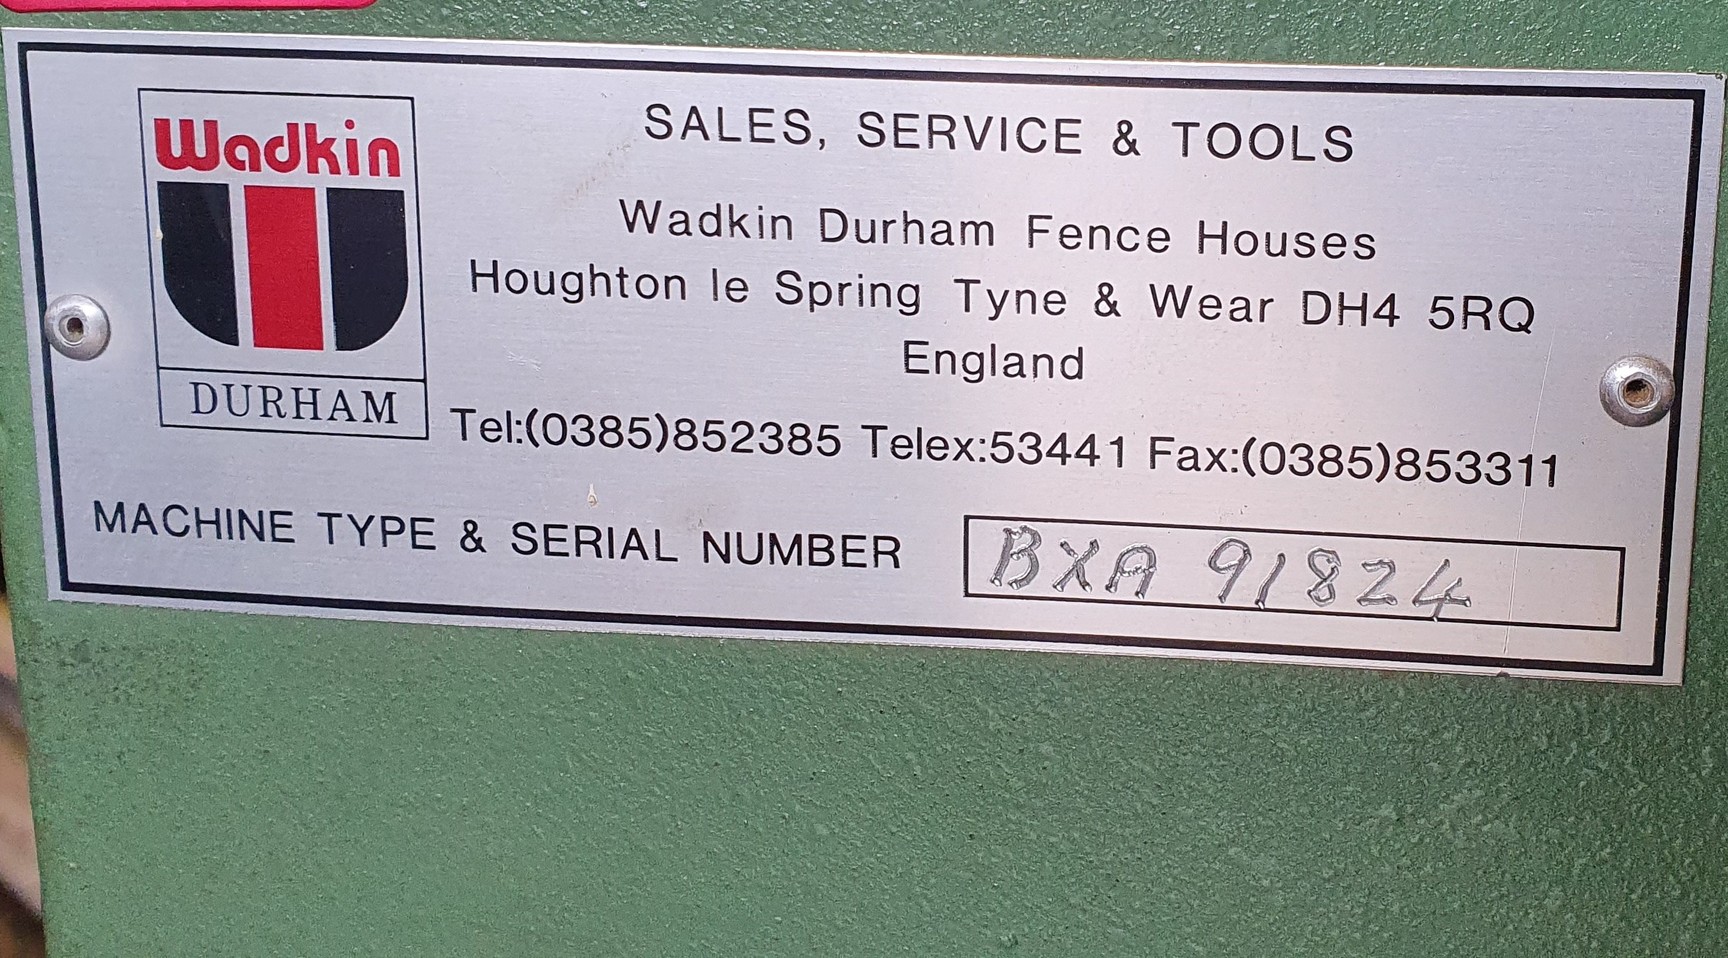 Wadkin
DURHAM
SALES, SERVICE & TOOLS
Wadkin Durham Fence Houses
Houghton le Spring Tyne & Wear DH4 5RQ
England
Tel:(0385)852385 Telex:53441 Fax:(0385)853311
MACHINE TYPE & SERIAL NUMBER BXA 91824